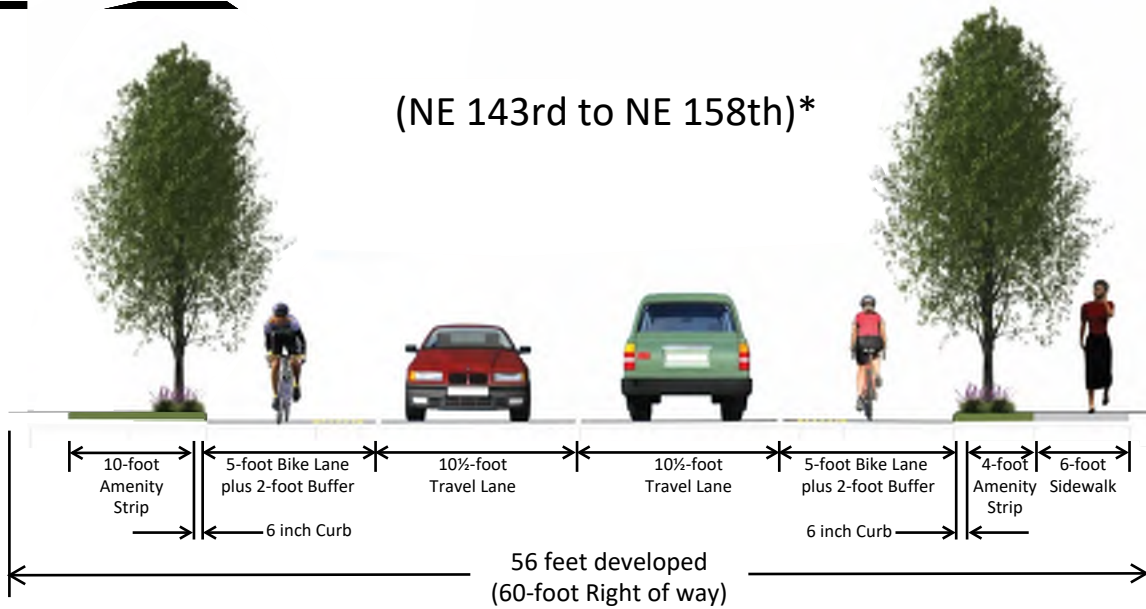 (NE 143rd to NE 158th)*
10-foot
Amenity
Strip
5-foot Bike Lane
plus 2-foot Buffer
10½-foot
Travel Lane
10½-foot
Travel Lane
5-foot Bike Lane
plus 2-foot Buffer
4-foot
Amenity
Strip
6-foot
Sidewalk
6 inch Curb
6 inch Curb
56 feet developed
(60-foot Right of way)